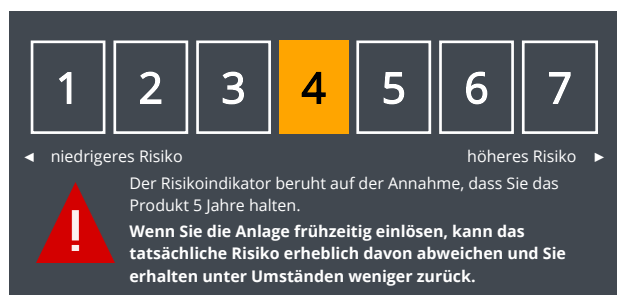 1 2 3 4 5 6 7
◄ niedrigeres Risiko höheres Risiko ►
Der Risikoindikator beruht auf der Annahme, dass Sie das
Produkt 5 Jahre halten.
!
Wenn Sie die Anlage frühzeitig einlösen, kann das
tatsächliche Risiko erheblich davon abweichen und Sie
erhalten unter Umständen weniger zurück.